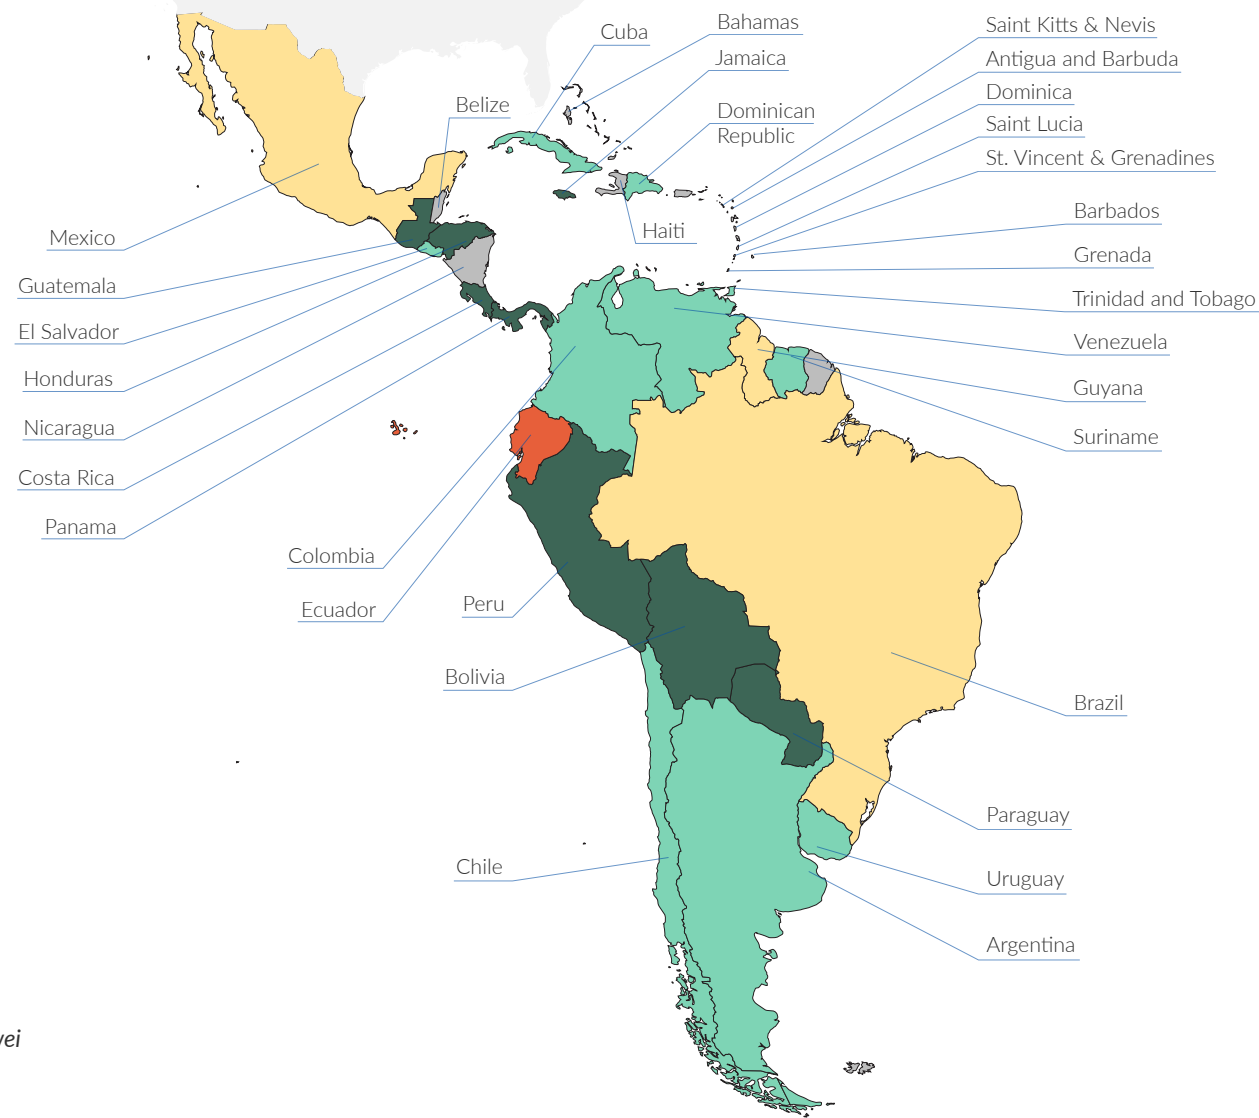 Cuba
Bahamas
Jamaica
Saint Kitts & Nevis
Antigua and Barbuda
Dominica
Belize
Dominican
Republic
Saint Lucia
St. Vincent & Grenadines
Barbados
Haiti
Mexico
Grenada
Guatemala
Trinidad and Tobago
El Salvador
Venezuela
Honduras
Guyana
Nicaragua
Suriname
Costa Rica
Panama
Colombia
Ecuador
Peru
Bolivia
Brazil
Paraguay
Chile
Uruguay
Argentina